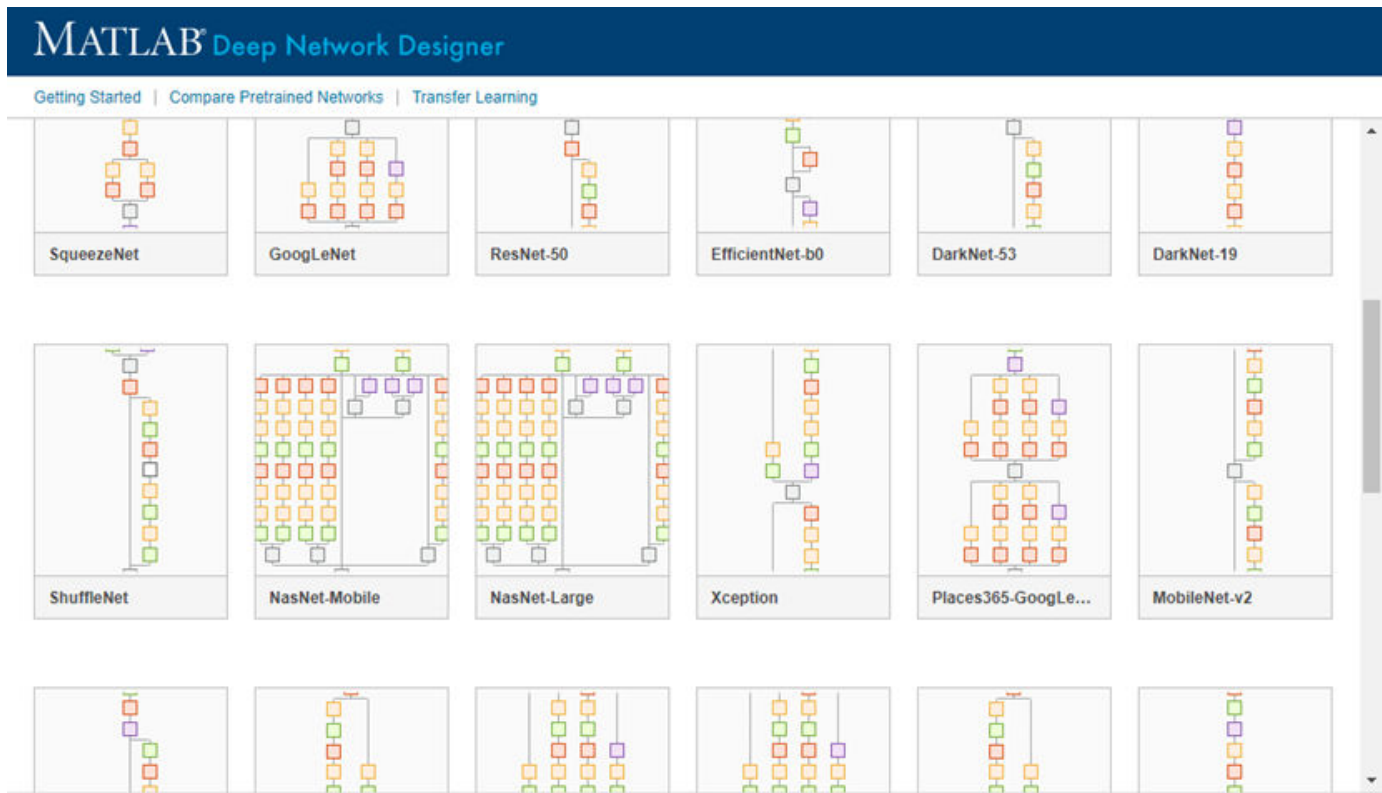 MATLAB® Deep Network Designer
Getting Started | Compare Pretrained Networks | Transfer Learning
SqueezeNet
GoogLeNet
ResNet-50
EfficientNet-b0
DarkNet-53
DarkNet-19
ShuffleNet
NasNet-Mobile
NasNet-Large
Xception
Places365-GoogLe...
MobileNet-v2